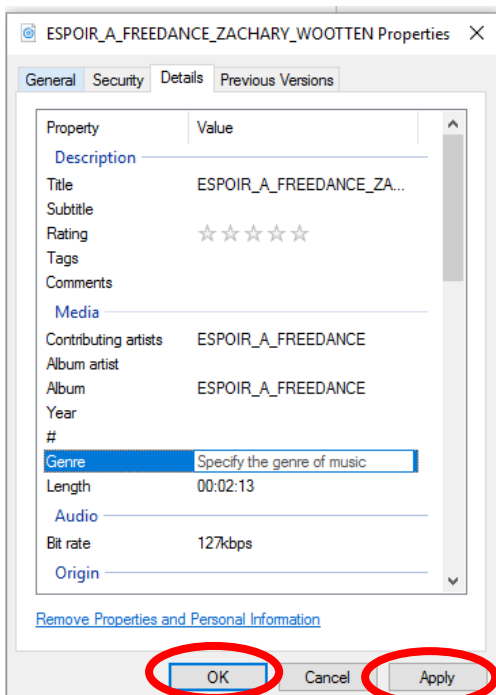 ESPOIR_A_FREEDANCE_ZACHARY_WOOTTEN Properties
General Security Details Previous Versions
Property Value
Description
Title ESPOIR_A_FREEDANCE_ZA...
Subtitle
Rating
Tags
Comments
Media
Contributing artists ESPOIR_A_FREEDANCE
Album artist
Album ESPOIR_A_FREEDANCE
Year
#
Genre Specify the genre of music
Length 00:02:13
Audio
Bit rate 127kbps
Origin
Remove Properties and Personal Information
OK Cancel Apply